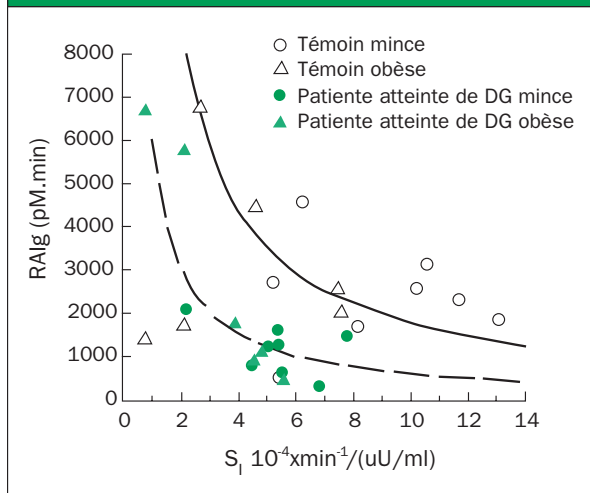 Témoin mince
Témoin obèse
Patiente atteinte de DG mince
Patiente atteinte de DG obèse
RAIg (pM.min)
8000
7000
6000
5000
4000
3000
2000
1000
0
0 2 4 6 8 10 12 14
S_I 10⁻⁴xmin⁻¹/(uU/ml)